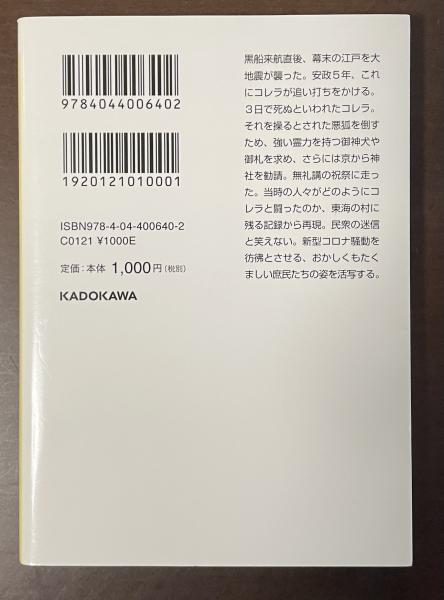 9784044006402
1920121010001
ISBN978-4-04-400640-2
C0121 ¥1000E
定価：本体 1,000円（税別）
KADOKAWA
黒船来航直後、幕末の江戸を大
地震が襲った。安政5年、これ
にコレラが追い打ちをかける。
3日で死ぬといわれたコレラ。
それを操るとされた悪狐を倒す
ため、強い霊力を持つ御神犬や
御札を求め、さらには京から神
社を勧請。無礼講の祝祭に走っ
た。当時の人々がどのようにコ
レラと闘ったのか、東海の村に
残る記録から再現。民衆の迷信
と笑えない。新型コロナ騒動を
彷彿とさせる、おかしくもたく
ましい庶民たちの姿を活写する。